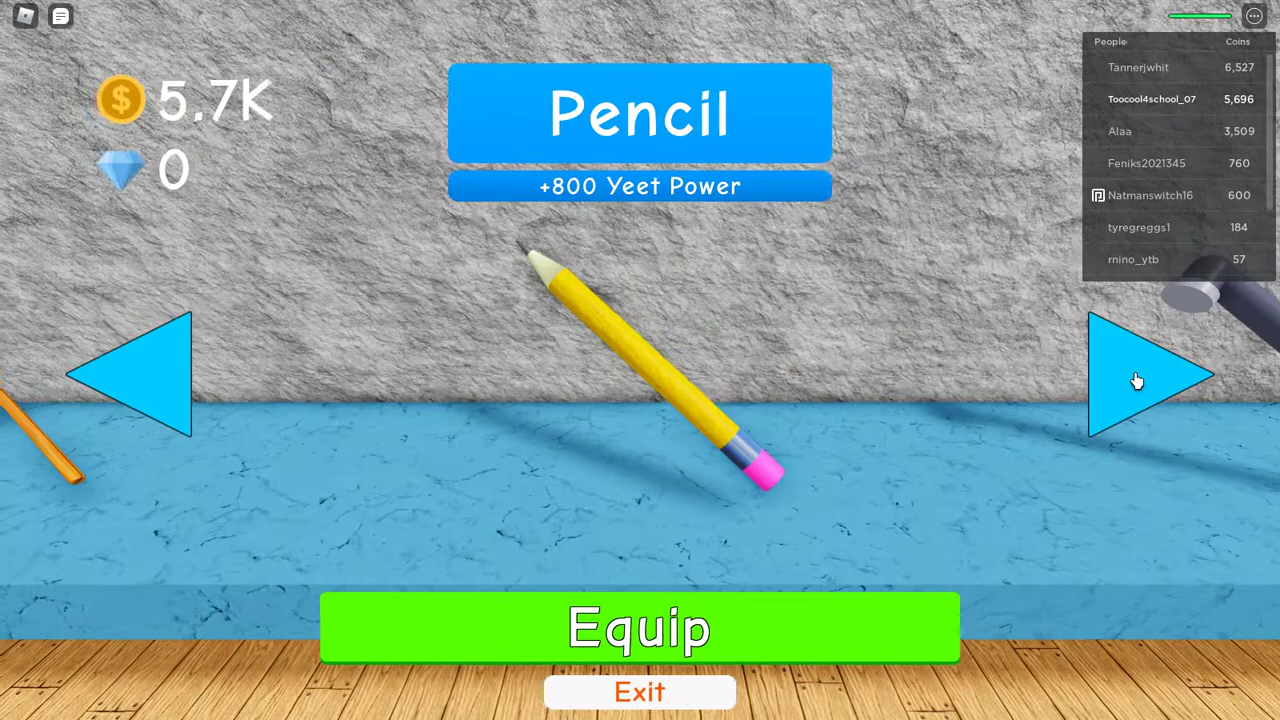 5.7K
0
Pencil
+800 Yeet Power
People Coins
Tannerjwhit 6,527
Toocool4school_07 5,696
Alaa 3,509
Feniks2021345 760
Natmanswitch16 600
tyregreggs1 184
rnino_ytb 57
Equip
Exit